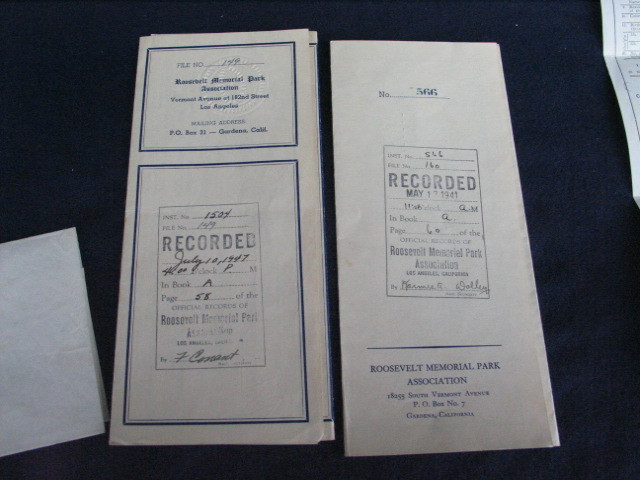 FILE NO. 149
Roosevelt Memorial Park
Association
Vermont Avenue at 182nd Street
Los Angeles
MAILING ADDRESS:
P.O. Box 31 — Gardena, Calif.
INST. No. 1504
FILE No. 149
RECORDED
July 10, 1947
o'clock P. M
In Book A
Page 58 of the
OFFICIAL RECORDS OF
Roosevelt Memorial Park
Association
LOS ANGELES, CALIF.
By F Conant
No. 566
INST. No. 566
FILE No. 160
RECORDED
MAY 1941
o'clock A.M
In Book A.
Page 60 of the
OFFICIAL RECORDS OF
Roosevelt Memorial Park
Association
LOS ANGELES, CALIFORNIA
By
ROOSEVELT MEMORIAL PARK
ASSOCIATION
18255 South Vermont Avenue
P. O. Box No. 7
Gardena, California